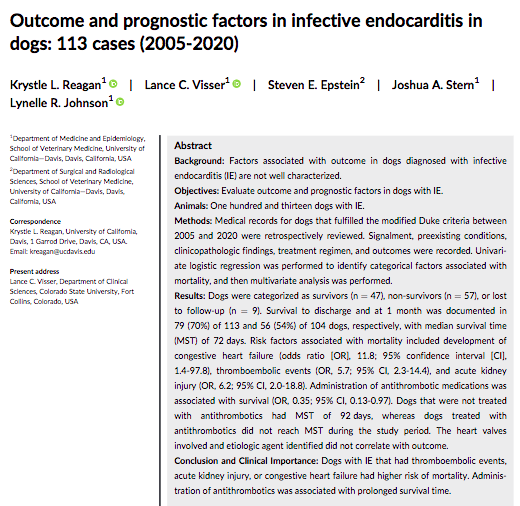 Outcome and prognostic factors in infective endocarditis in
dogs: 113 cases (2005-2020)
Krystle L. Reagan1 | Lance C. Visser1 | Steven E. Epstein2 | Joshua A. Stern1 |
Lynelle R. Johnson1
1Department of Medicine and Epidemiology,
School of Veterinary Medicine, University of
California—Davis, Davis, California, USA
2Department of Surgical and Radiological
Sciences, School of Veterinary Medicine,
University of California—Davis, Davis,
California, USA
Correspondence
Krystle L. Reagan, University of California,
Davis, 1 Garrod Drive, Davis, CA, USA.
Email: kreagan@ucdavis.edu
Present address
Lance C. Visser, Department of Clinical
Sciences, Colorado State University, Fort
Collins, Colorado, USA
Abstract
Background: Factors associated with outcome in dogs diagnosed with infective
endocarditis (IE) are not well characterized.
Objectives: Evaluate outcome and prognostic factors in dogs with IE.
Animals: One hundred and thirteen dogs with IE.
Methods: Medical records for dogs that fulfilled the modified Duke criteria between
2005 and 2020 were retrospectively reviewed. Signalment, preexisting conditions,
clinicopathologic findings, treatment regimen, and outcomes were recorded. Univari-
ate logistic regression was performed to identify categorical factors associated with
mortality, and then multivariate analysis was performed.
Results: Dogs were categorized as survivors (n = 47), non-survivors (n = 57), or lost
to follow-up (n = 9). Survival to discharge and at 1 month was documented in
79 (70%) of 113 and 56 (54%) of 104 dogs, respectively, with median survival time
(MST) of 72 days. Risk factors associated with mortality included development of
congestive heart failure (odds ratio [OR], 11.8; 95% confidence interval [CI],
1.4-97.8), thromboembolic events (OR, 5.7; 95% CI, 2.3-14.4), and acute kidney
injury (OR, 6.2; 95% CI, 2.0-18.8). Administration of antithrombotic medications was
associated with survival (OR, 0.35; 95% CI, 0.13-0.97). Dogs that were not treated
with antithrombotics had MST of 92 days, whereas dogs treated with
antithrombotics did not reach MST during the study period. The heart valves
involved and etiologic agent identified did not correlate with outcome.
Conclusion and Clinical Importance: Dogs with IE that had thromboembolic events,
acute kidney injury, or congestive heart failure had higher risk of mortality. Adminis-
tration of antithrombotics was associated with prolonged survival time.